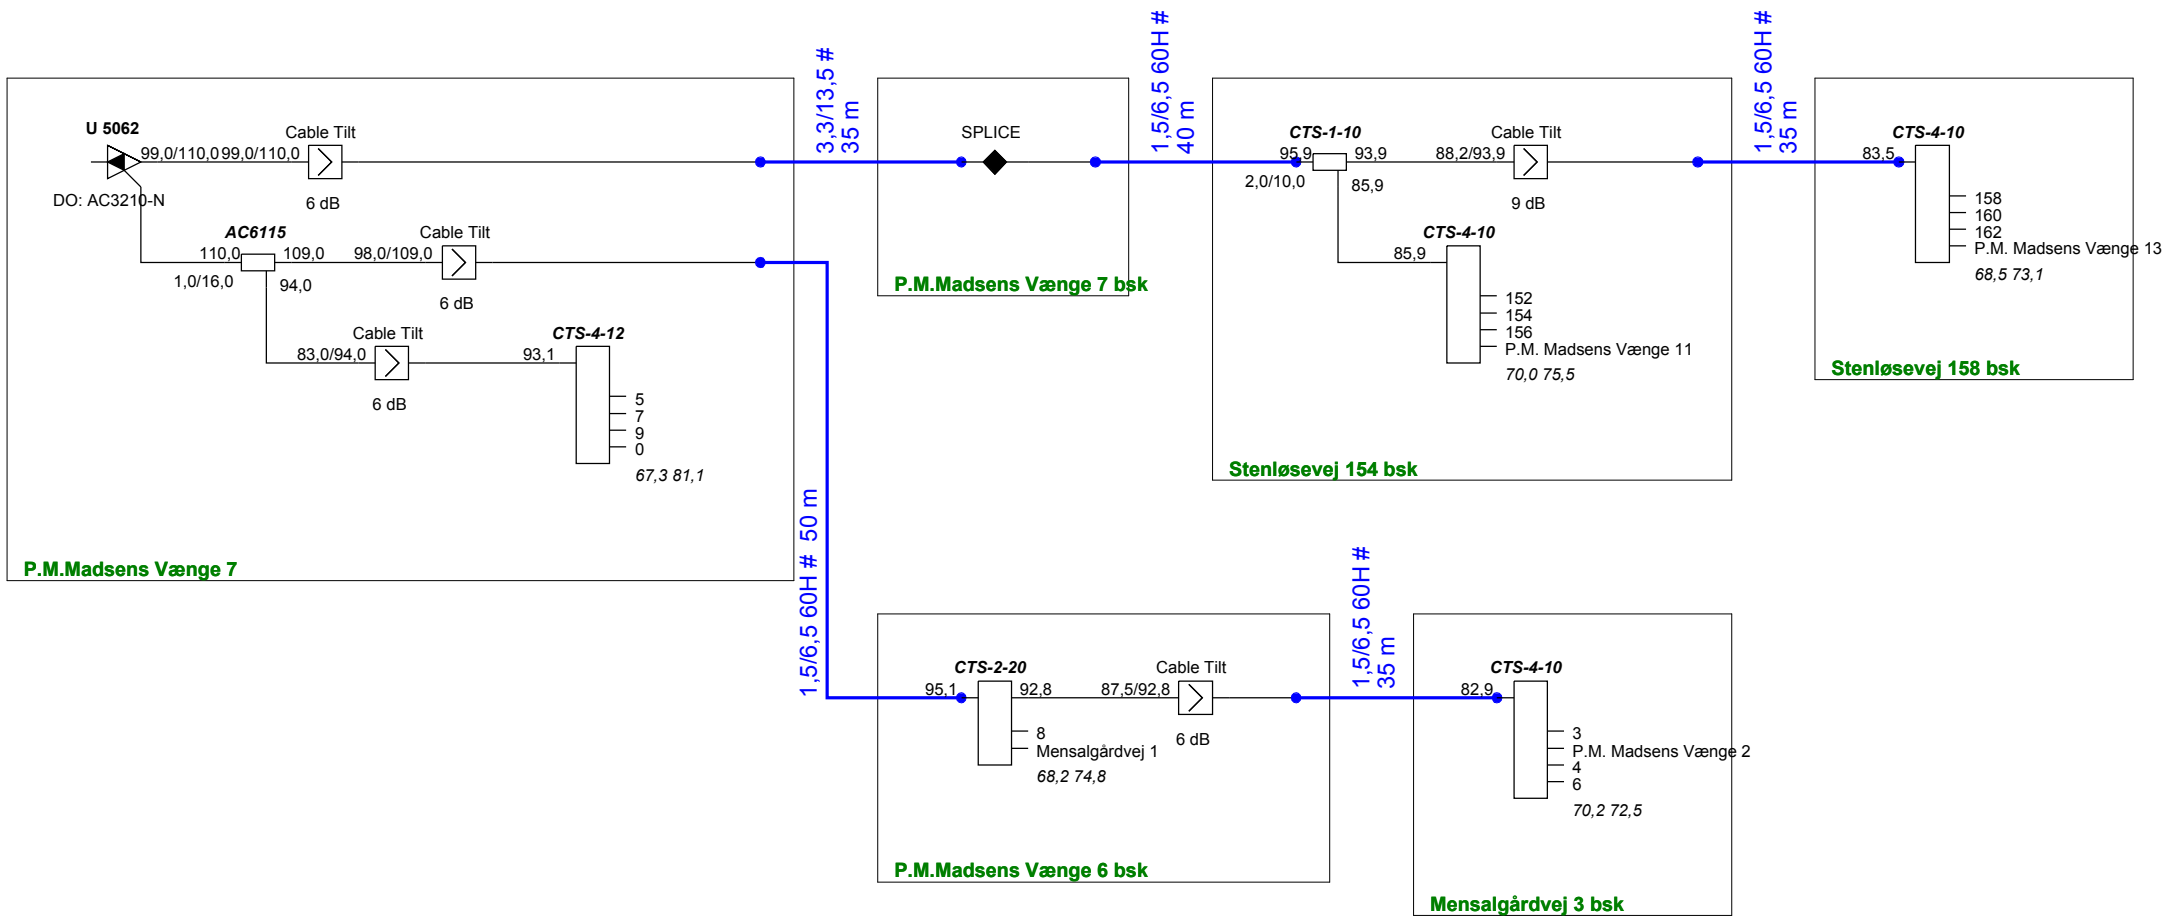 U 5062
99,0/110,0
99,0/110,0
DO: AC3210-N
Cable Tilt
6 dB
AC6115
110,0
109,0
1,0/16,0
94,0
98,0/109,0
Cable Tilt
6 dB
83,0/94,0
Cable Tilt
6 dB
93,1
CTS-4-12
5
7
9
0
67,3 81,1
P.M.Madsens Vænge 7
3,3/13,5 #
35 m
SPLICE
P.M.Madsens Vænge 7 bsk
1,5/6,5 60H #
40 m
CTS-1-10
95,9
93,9
2,0/10,0
85,9
88,2/93,9
Cable Tilt
9 dB
CTS-4-10
85,9
152
154
156
P.M. Madsens Vænge 11
70,0 75,5
Stenløsevej 154 bsk
1,5/6,5 60H #
35 m
CTS-4-10
83,5
158
160
162
P.M. Madsens Vænge 13
68,5 73,1
Stenløsevej 158 bsk
1,5/6,5 60H # 50 m
CTS-2-20
95,1
92,8
87,5/92,8
Cable Tilt
6 dB
8
Mensalgårdvej 1
68,2 74,8
P.M.Madsens Vænge 6 bsk
1,5/6,5 60H #
35 m
CTS-4-10
82,9
3
P.M. Madsens Vænge 2
4
6
70,2 72,5
Mensalgårdvej 3 bsk